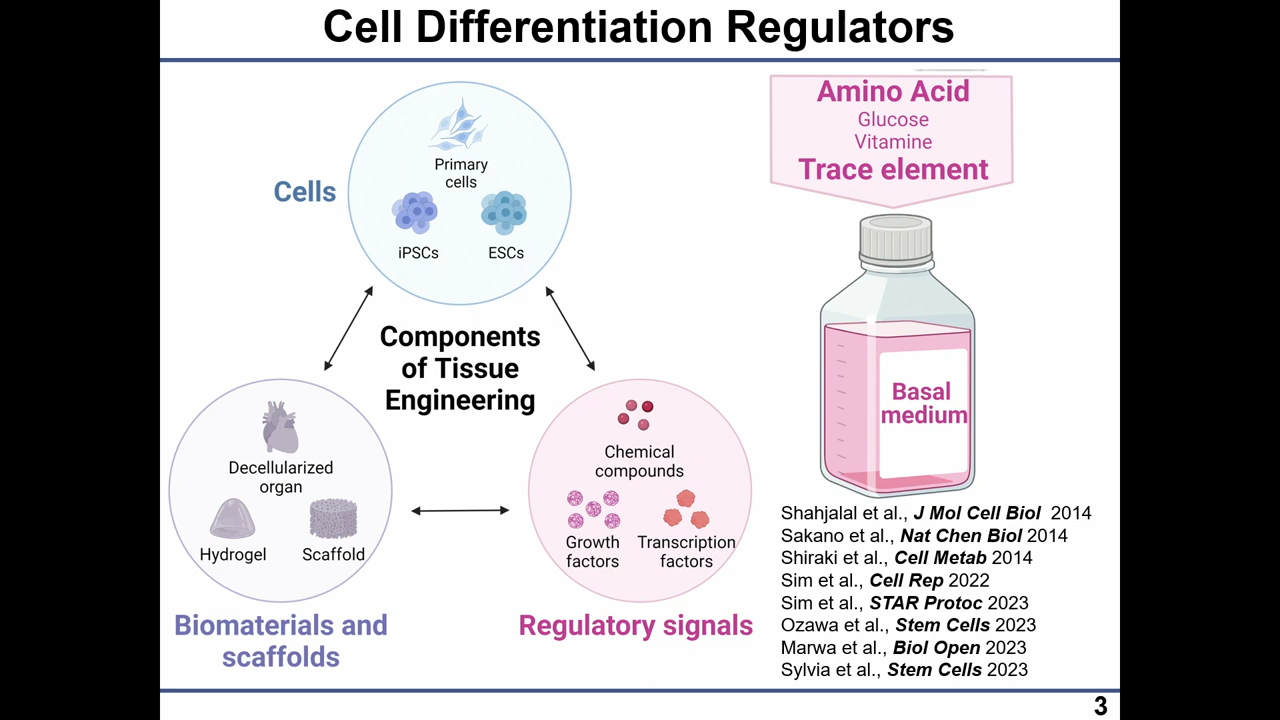 Cell Differentiation Regulators
Cells
Primary
cells
iPSCs
ESCs
Components
of Tissue
Engineering
Decellularized
organ
Hydrogel
Scaffold
Biomaterials and
scaffolds
Chemical
compounds
Growth
factors
Transcription
factors
Regulatory signals
Amino Acid
Glucose
Vitamine
Trace element
Basal
medium
Shahjalal et al., J Mol Cell Biol 2014
Sakano et al., Nat Chen Biol 2014
Shiraki et al., Cell Metab 2014
Sim et al., Cell Rep 2022
Sim et al., STAR Protoc 2023
Ozawa et al., Stem Cells 2023
Marwa et al., Biol Open 2023
Sylvia et al., Stem Cells 2023
3